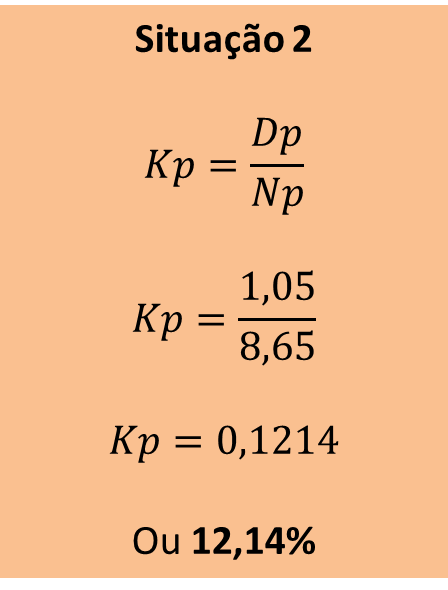 Situação 2
Kp = Dp/Np
Kp = 1,05/8,65
Kp = 0,1214
Ou 12,14%